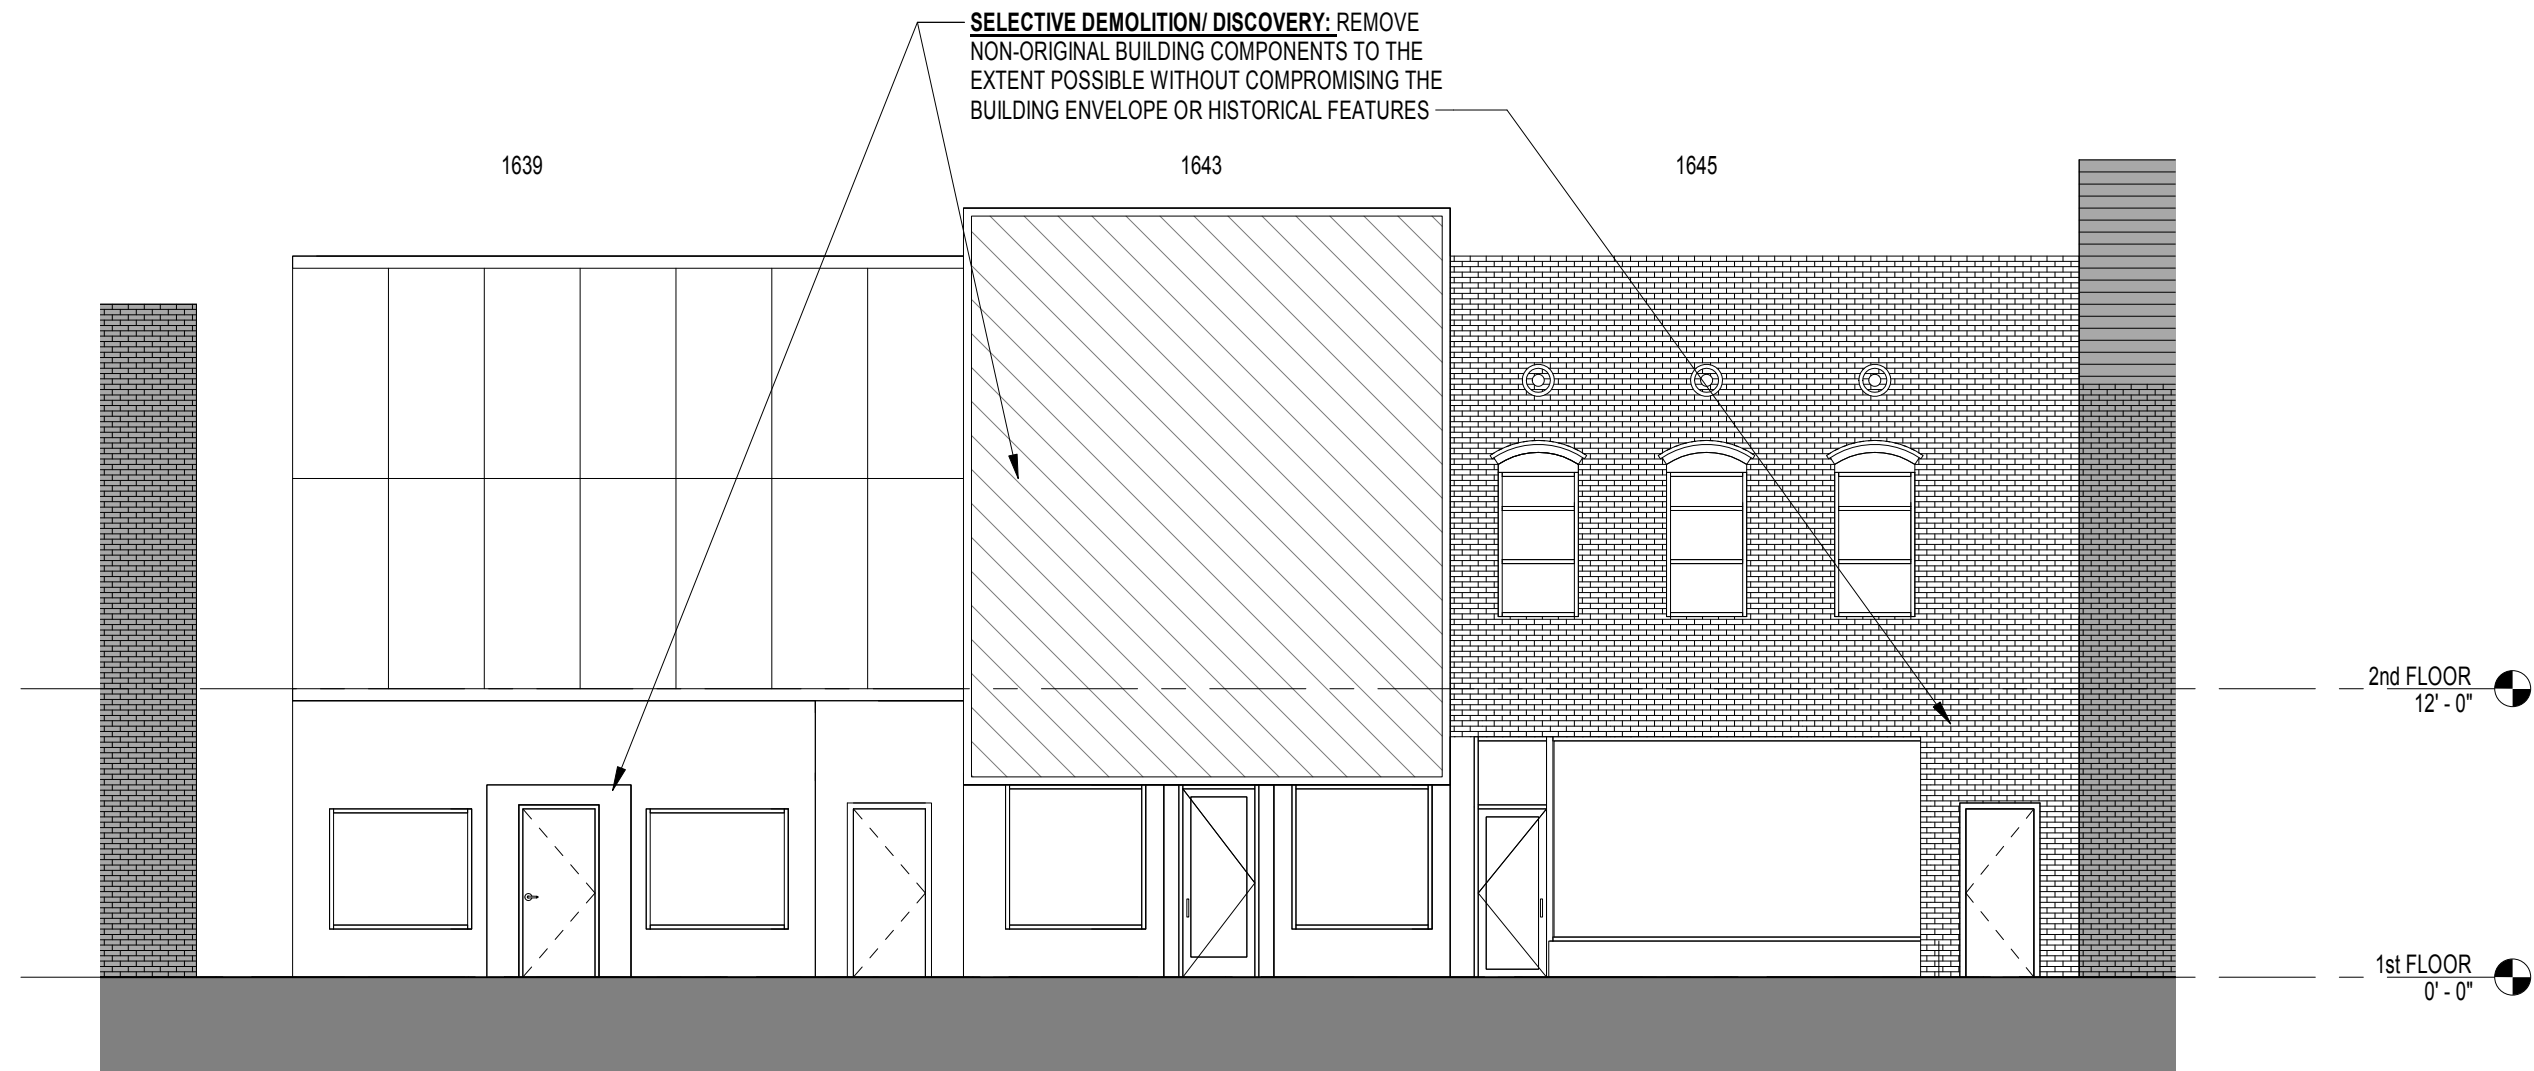 SELECTIVE DEMOLITION/ DISCOVERY: REMOVE
NON-ORIGINAL BUILDING COMPONENTS TO THE
EXTENT POSSIBLE WITHOUT COMPROMISING THE
BUILDING ENVELOPE OR HISTORICAL FEATURES
1639
1643
1645
2nd FLOOR
12' - 0"
1st FLOOR
0' - 0"